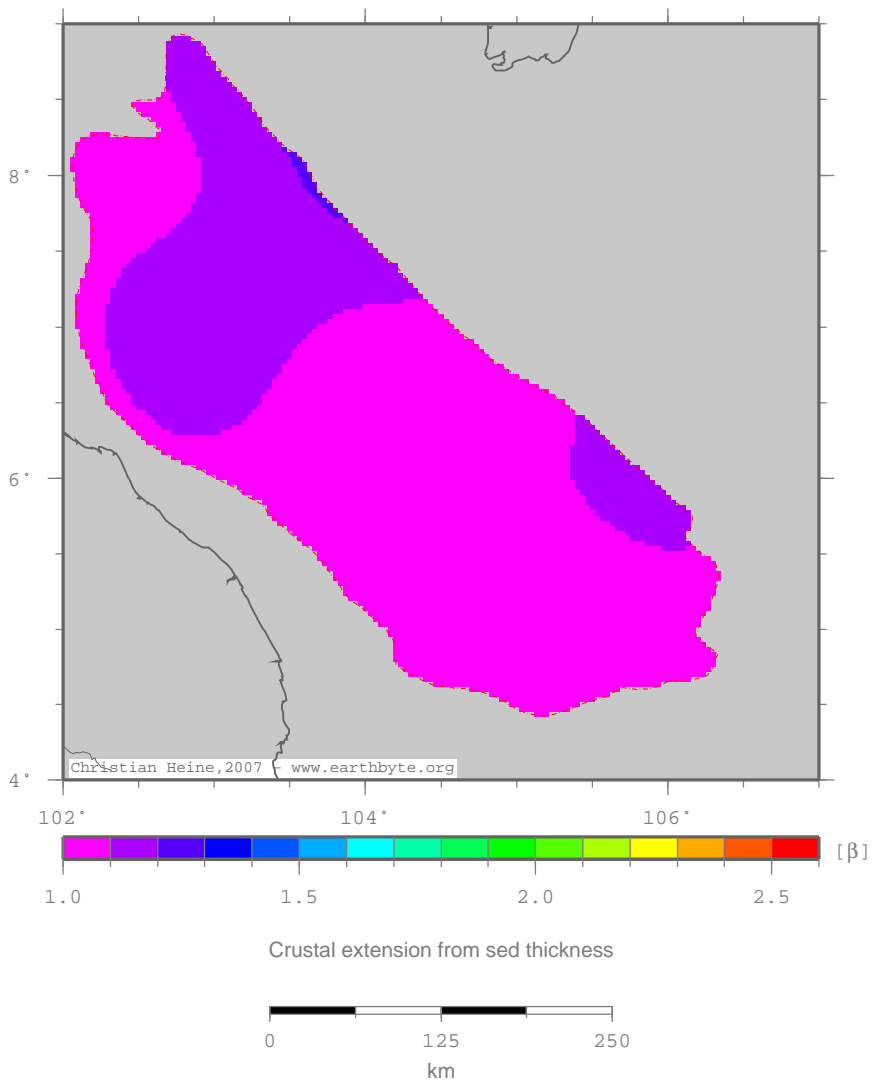 8°
6°
4°
Christian Heine,2007 - www.earthbyte.org
102° 104° 106°
[β]
1.0 1.5 2.0 2.5
Crustal extension from sed thickness
0 125 250
km